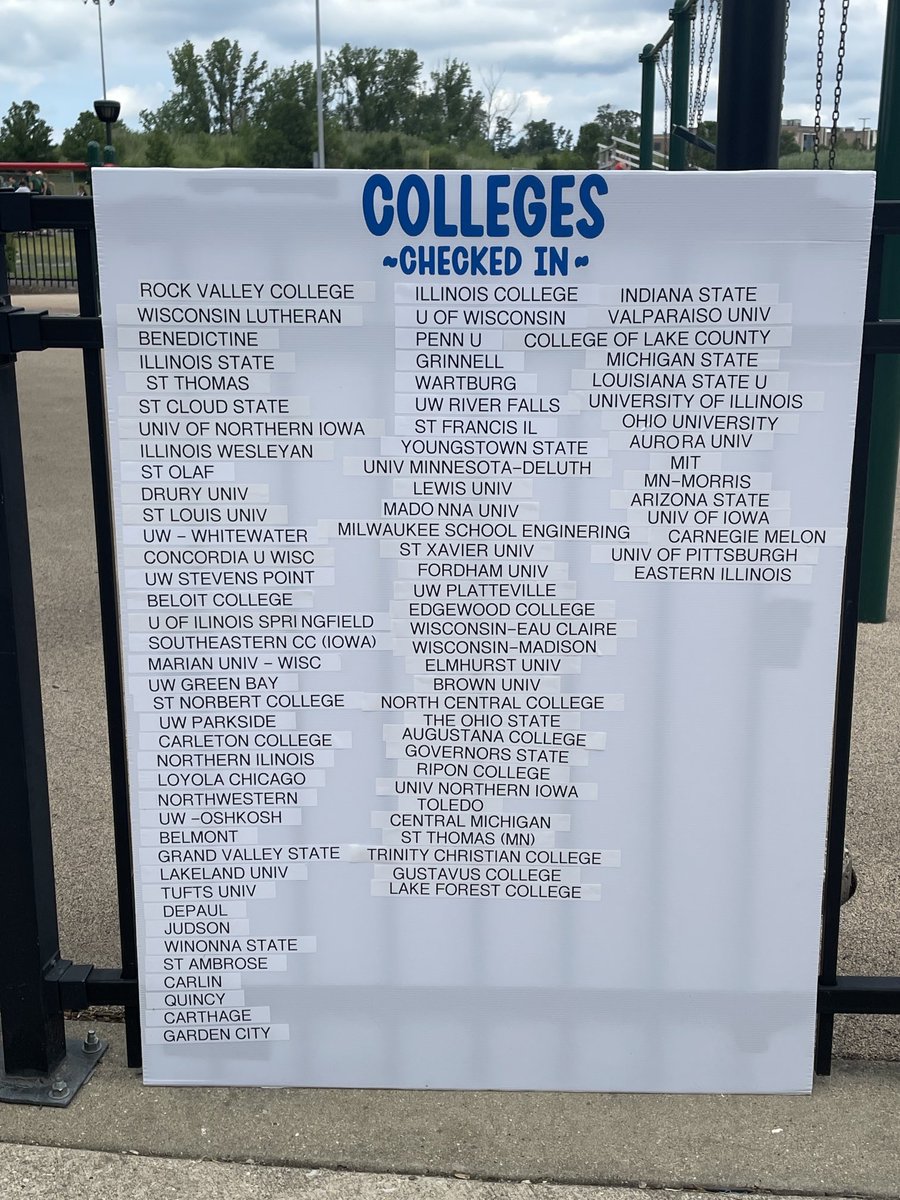 COLLEGES
~CHECKED IN~
ROCK VALLEY COLLEGE
WISCONSIN LUTHERAN
BENEDICTINE
ILLINOIS STATE
ST THOMAS
ST CLOUD STATE
UNIV OF NORTHERN IOWA
ILLINOIS WESLEYAN
ST OLAF
DRURY UNIV
ST LOUIS UNIV
UW - WHITEWATER
CONCORDIA U WISC
UW STEVENS POINT
BELOIT COLLEGE
U OF ILINOIS SPRINGFIELD
SOUTHEASTERN CC (IOWA)
MARIAN UNIV - WISC
UW GREEN BAY
ST NORBERT COLLEGE
UW PARKSIDE
CARLETON COLLEGE
NORTHERN ILINOIS
LOYOLA CHICAGO
NORTHWESTERN
UW -OSHKOSH
BELMONT
GRAND VALLEY STATE
LAKELAND UNIV
TUFTS UNIV
DEPAUL
JUDSON
WINONNA STATE
ST AMBROSE
CARLIN
QUINCY
CARTHAGE
GARDEN CITY
ILLINOIS COLLEGE
U OF WISCONSIN
PENN U
GRINNELL
WARTBURG
UW RIVER FALLS
ST FRANCIS IL
YOUNGSTOWN STATE
UNIV MINNESOTA-DELUTH
LEWIS UNIV
MADO NNA UNIV
MILWAUKEE SCHOOL ENGINERING
ST XAVIER UNIV
FORDHAM UNIV
UW PLATTEVILLE
EDGEWOOD COLLEGE
WISCONSIN-EAU CLAIRE
WISCONSIN-MADISON
ELMHURST UNIV
BROWN UNIV
NORTH CENTRAL COLLEGE
THE OHIO STATE
AUGUSTANA COLLEGE
GOVERNORS STATE
RIPON COLLEGE
UNIV NORTHERN IOWA
TOLEDO
CENTRAL MICHIGAN
ST THOMAS (MN)
TRINITY CHRISTIAN COLLEGE
GUSTAVUS COLLEGE
LAKE FOREST COLLEGE
INDIANA STATE
VALPARAISO UNIV
COLLEGE OF LAKE COUNTY
MICHIGAN STATE
LOUISIANA STATE U
UNIVERSITY OF ILLINOIS
OHIO UNIVERSITY
AURORA UNIV
MIT
MN-MORRIS
ARIZONA STATE
UNIV OF IOWA
CARNEGIE MELON
UNIV OF PITTSBURGH
EASTERN ILLINOIS